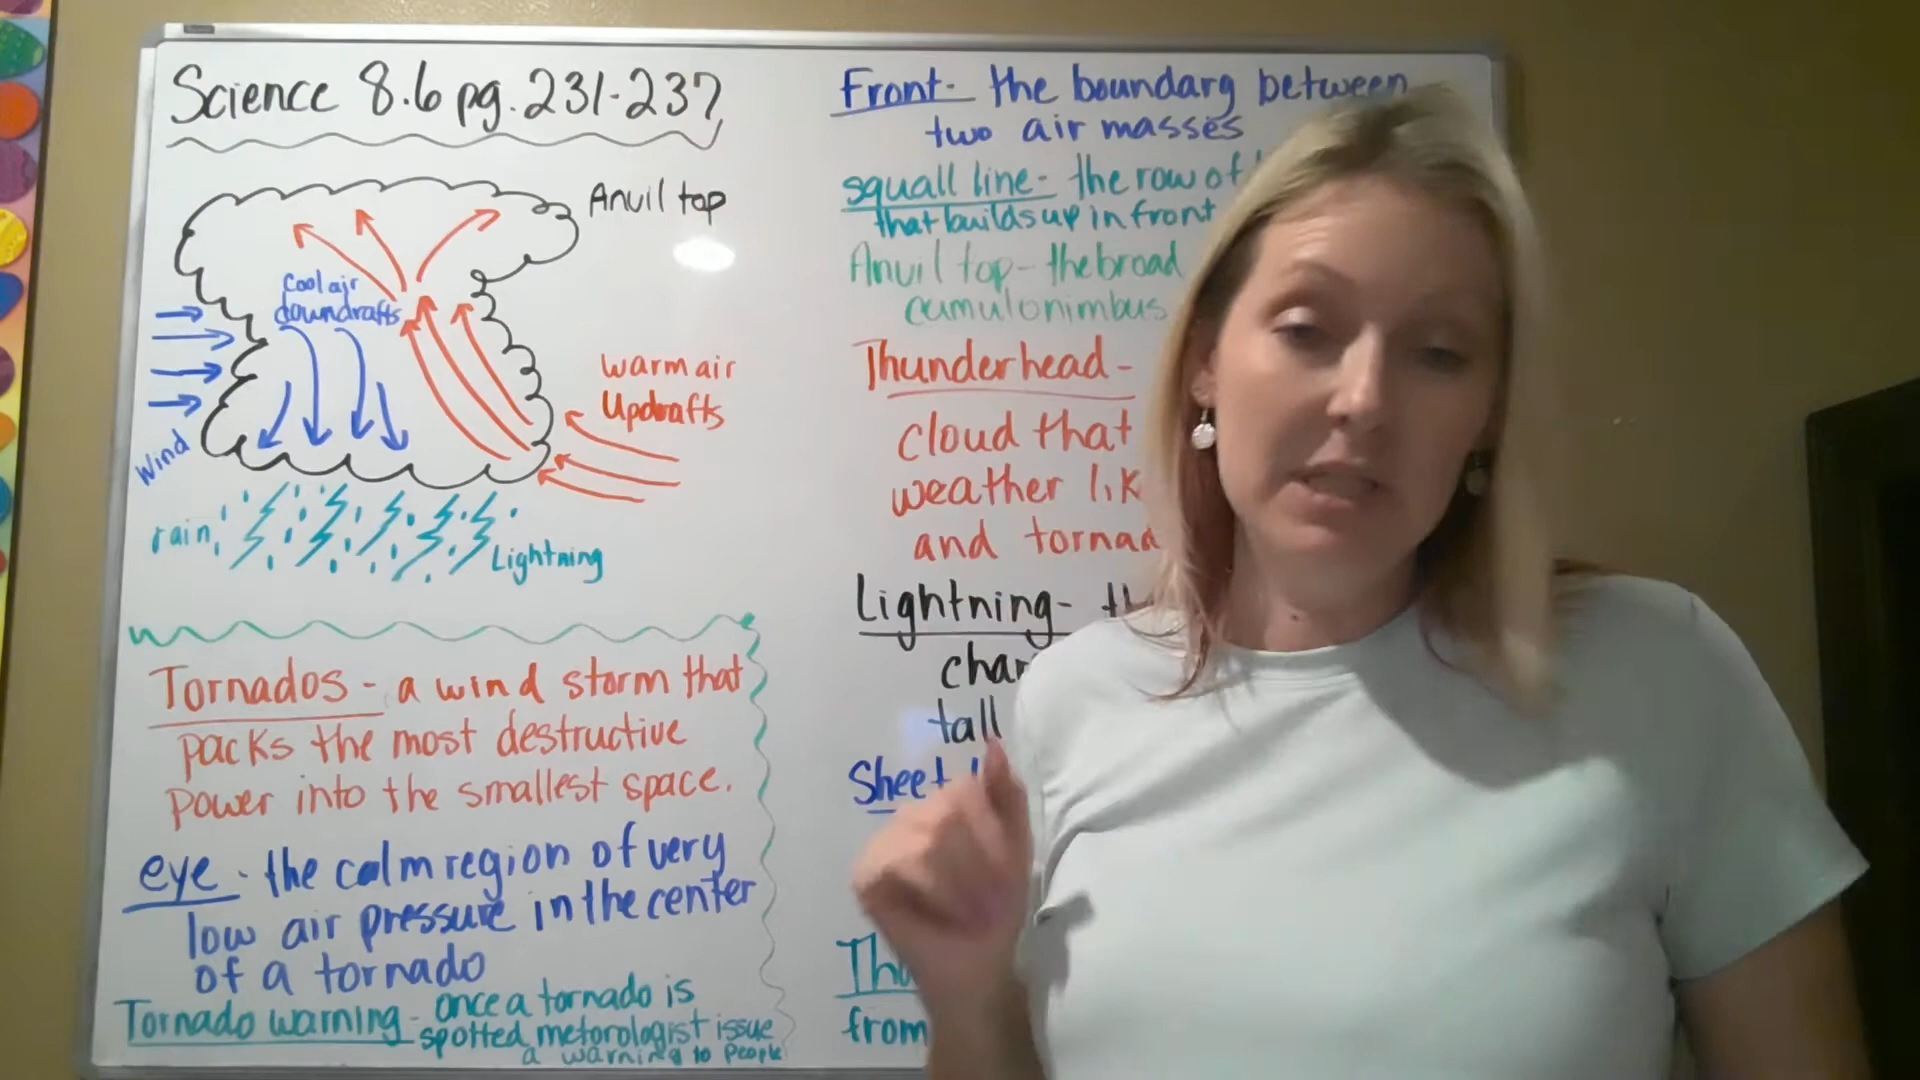 Science 8.6 pg. 231-237
Anvil top
Cool air
downdrafts
warm air
updrafts
Wind
rain
Lightning
Tornados - a wind storm that
packs the most destructive
power into the smallest space.
eye - the calm region of very
low air pressure in the center
of a tornado
Tornado warning - once a tornado is
spotted metorologist issue
a warning to people
Front - the boundary between
two air masses
squall line - the row of
that builds up in front
Anvil top - the broad
cumulonimbus
Thunderhead -
cloud that
weather
and
Lightning -
tall
Sheet
from